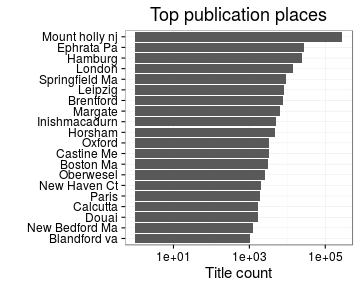 Top publication places
Mount holly nj
Ephrata Pa
Hamburg
London
Springfield Ma
Leipzig
Brentford
Margate
Inishmacadurn
Horsham
Oxford
Castine Me
Boston Ma
Oberwesel
New Haven Ct
Paris
Calcutta
Douai
New Bedford Ma
Blandford va
1e+01 1e+03 1e+05
Title count